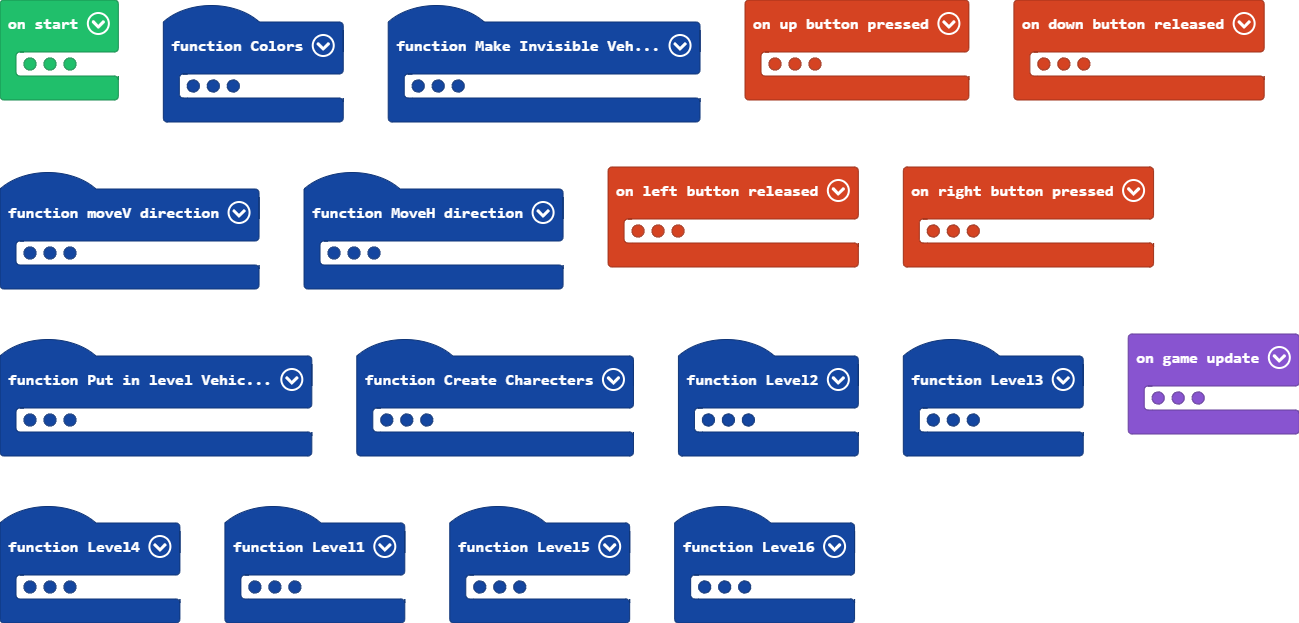 on start
function Colors
function Make Invisible Veh...
on up button pressed
on down button released
function moveV direction
function MoveH direction
on left button released
on right button pressed
function Put in level Vehic...
function Create Charecters
function Level2
function Level3
on game update
function Level4
function Level1
function Level5
function Level6